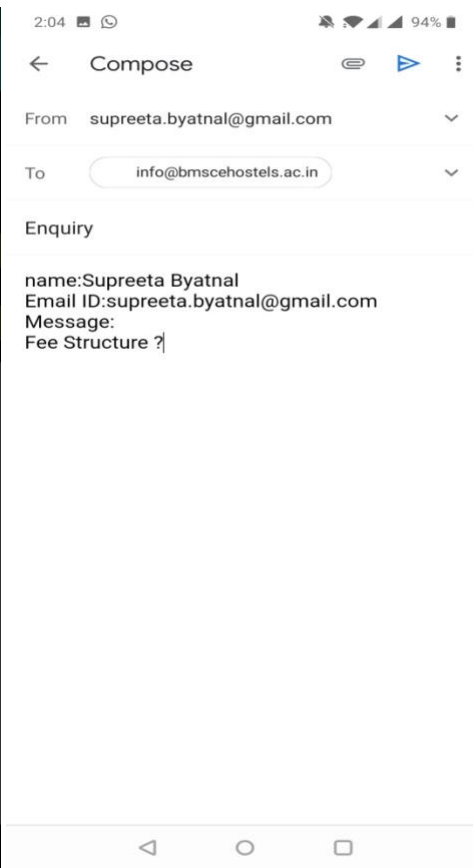 2:04 94%
Compose
From supreeta.byatnal@gmail.com
To info@bmscehostels.ac.in
Enquiry
name:Supreeta Byatnal
Email ID:supreeta.byatnal@gmail.com
Message:
Fee Structure ?